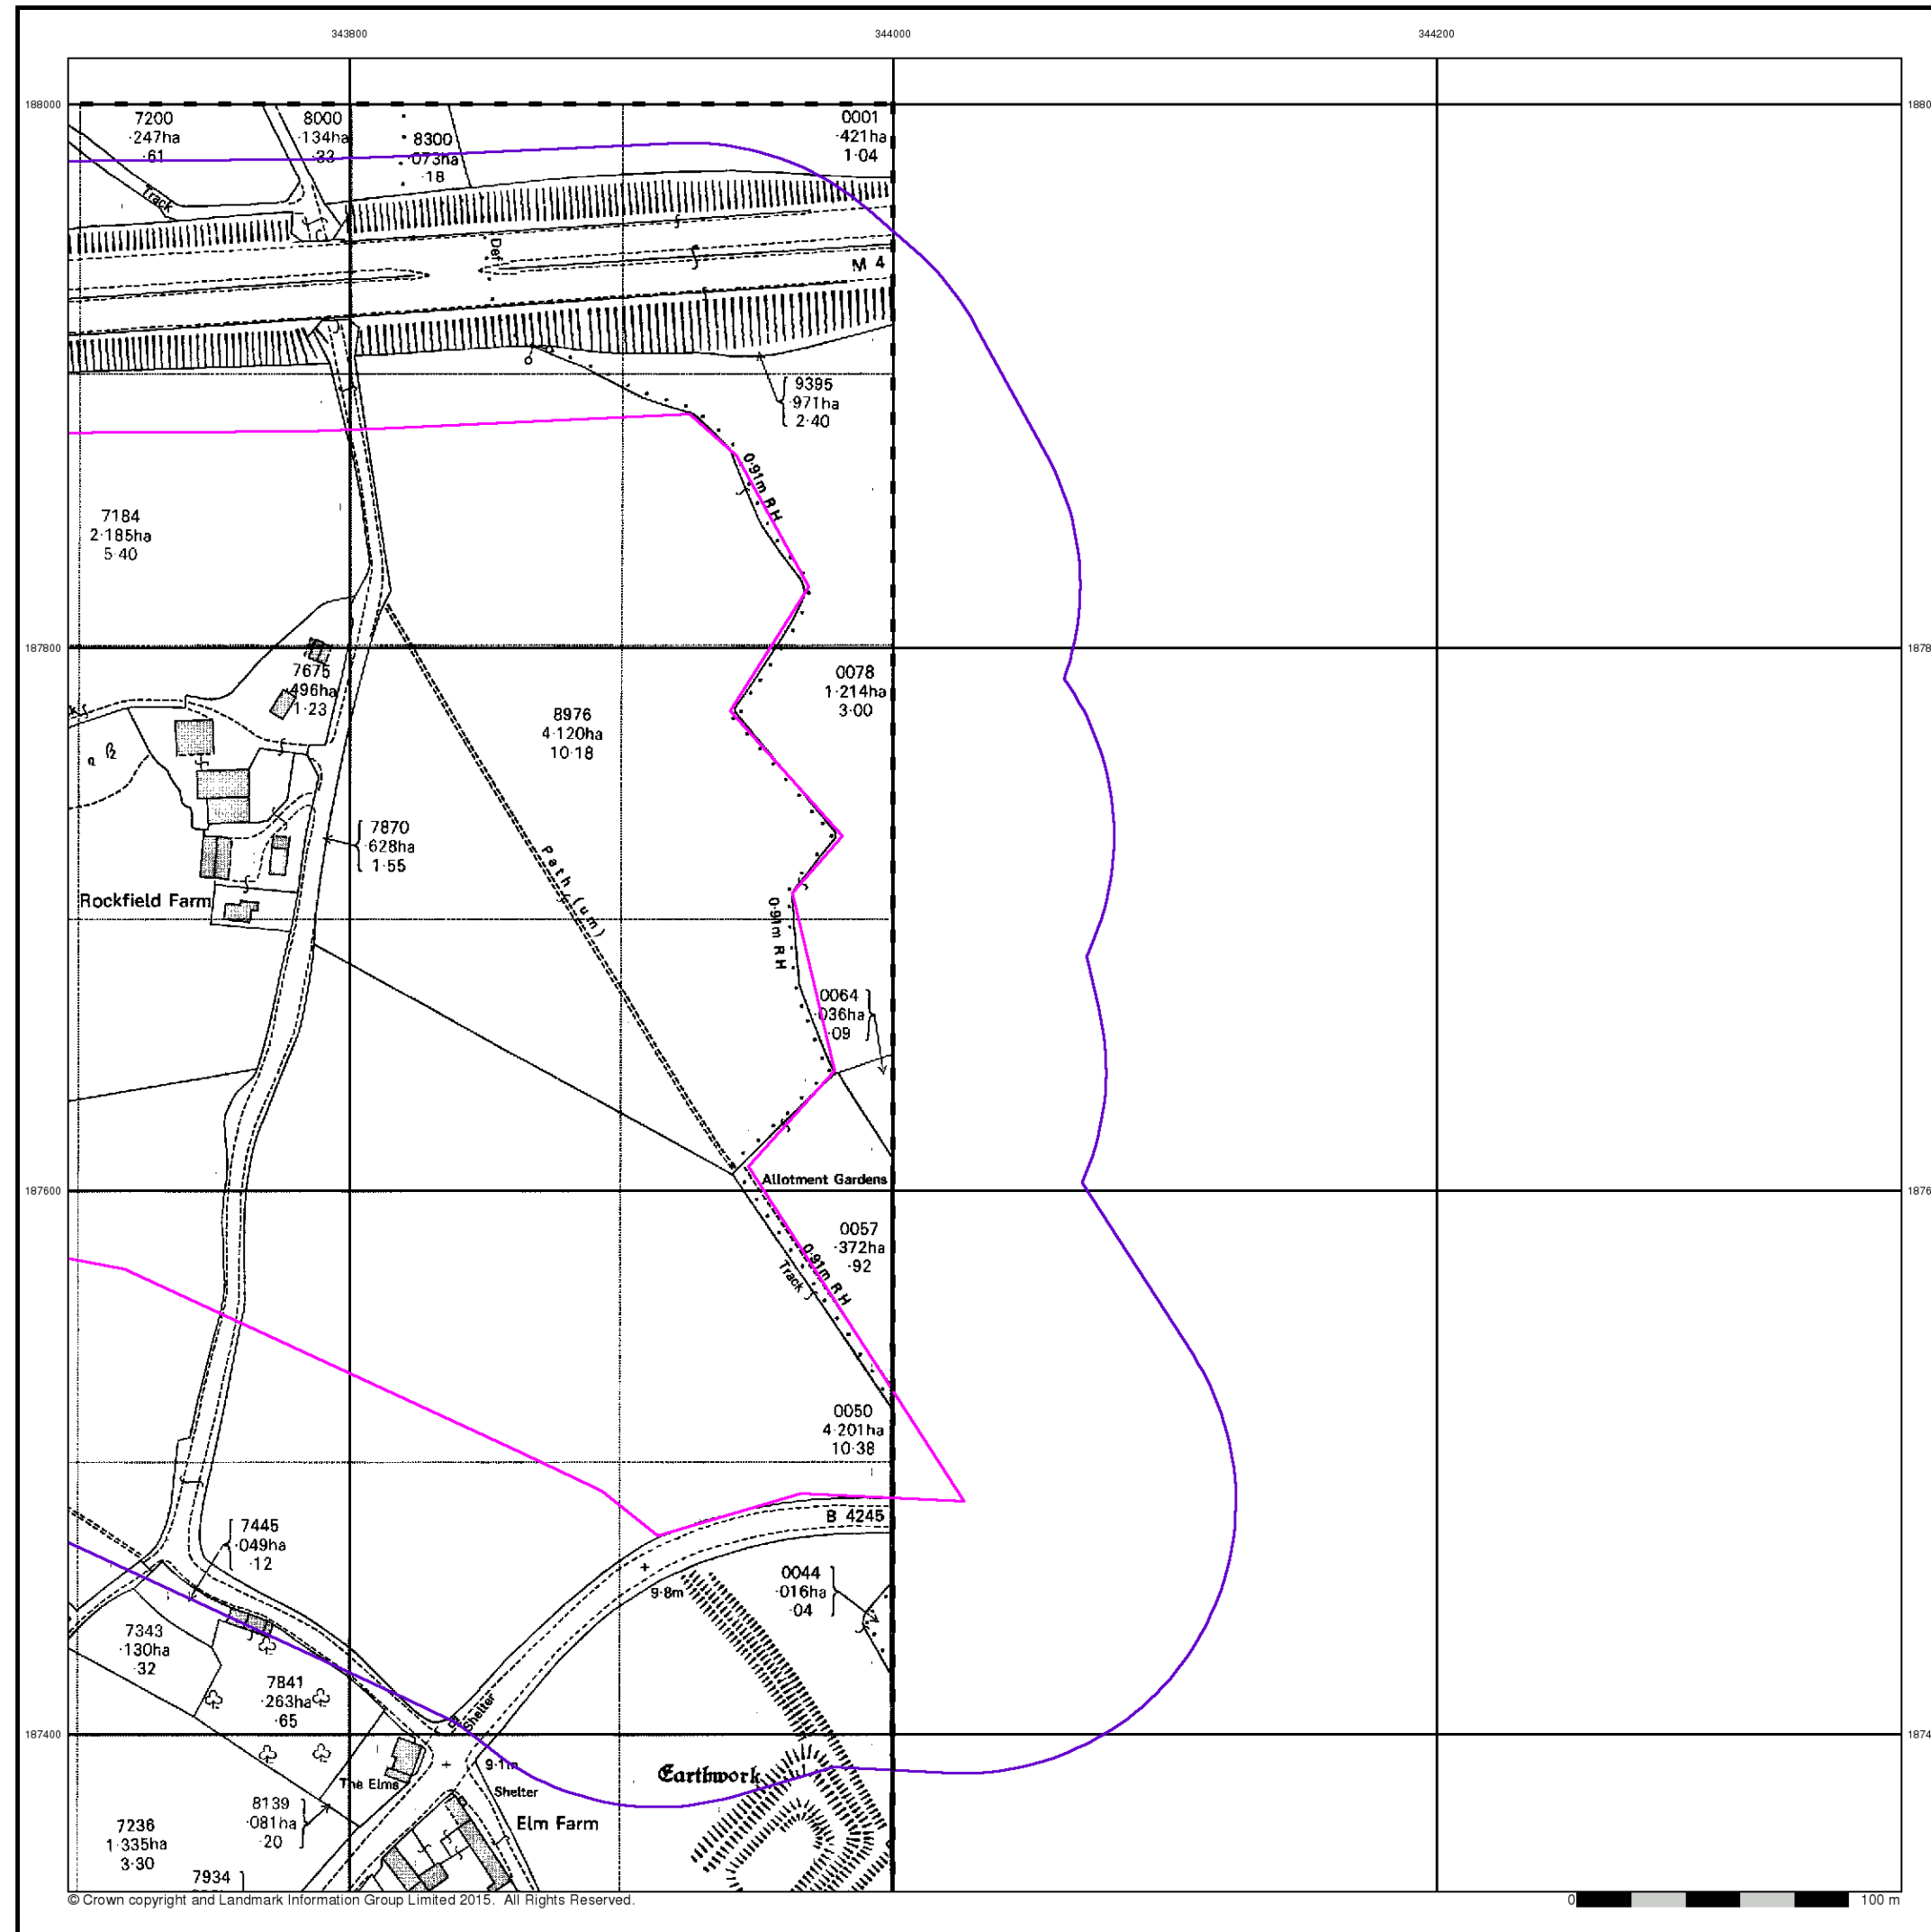 343800
344000
344200
188000
1880
7200
·247ha
·61
8000
·134ha
·33
8300
·073ha
·18
0001
·421ha
1·04
Track
Def
M 4
9395
·971ha
2·40
0·91m RH
7184
2·185ha
5·40
187800
1878
7675
·496ha
1·23
8976
4·120ha
10·18
0078
1·214ha
3·00
7870
·628ha
1·55
Path (um)
Rockfield Farm
0·91m RH
0064
·036ha
·09
Allotment Gardens
187600
1876
0057
·372ha
·92
0·91m RH
Track
0050
4·201ha
10·38
B 4245
7445
·049ha
·12
9·8m
0044
·016ha
·04
7343
·130ha
·32
7841
·263ha
·65
Shelter
187400
1874
The Elms
9·1m
Shelter
Earthwork
8139
·081ha
·20
Elm Farm
7236
1·335ha
3·30
7934
© Crown copyright and Landmark Information Group Limited 2015. All Rights Reserved.
0
100 m